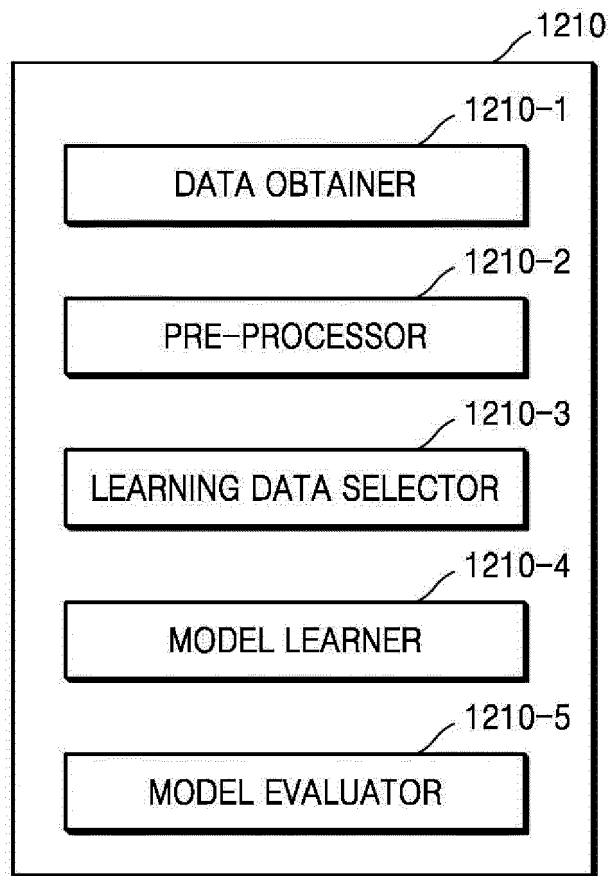 1210
1210-1
DATA OBTAINER
1210-2
PRE-PROCESSOR
1210-3
LEARNING DATA SELECTOR
1210-4
MODEL LEARNER
1210-5
MODEL EVALUATOR